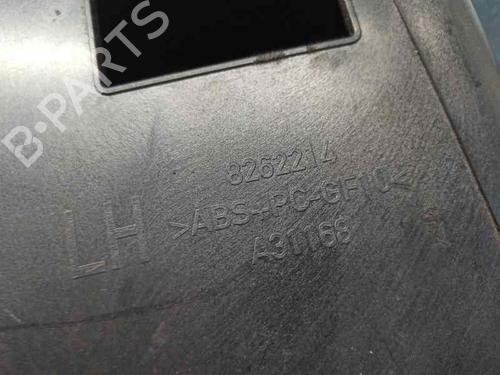 B-PARTS
8262214
LH
>ABS+PC-GF10<
A31168